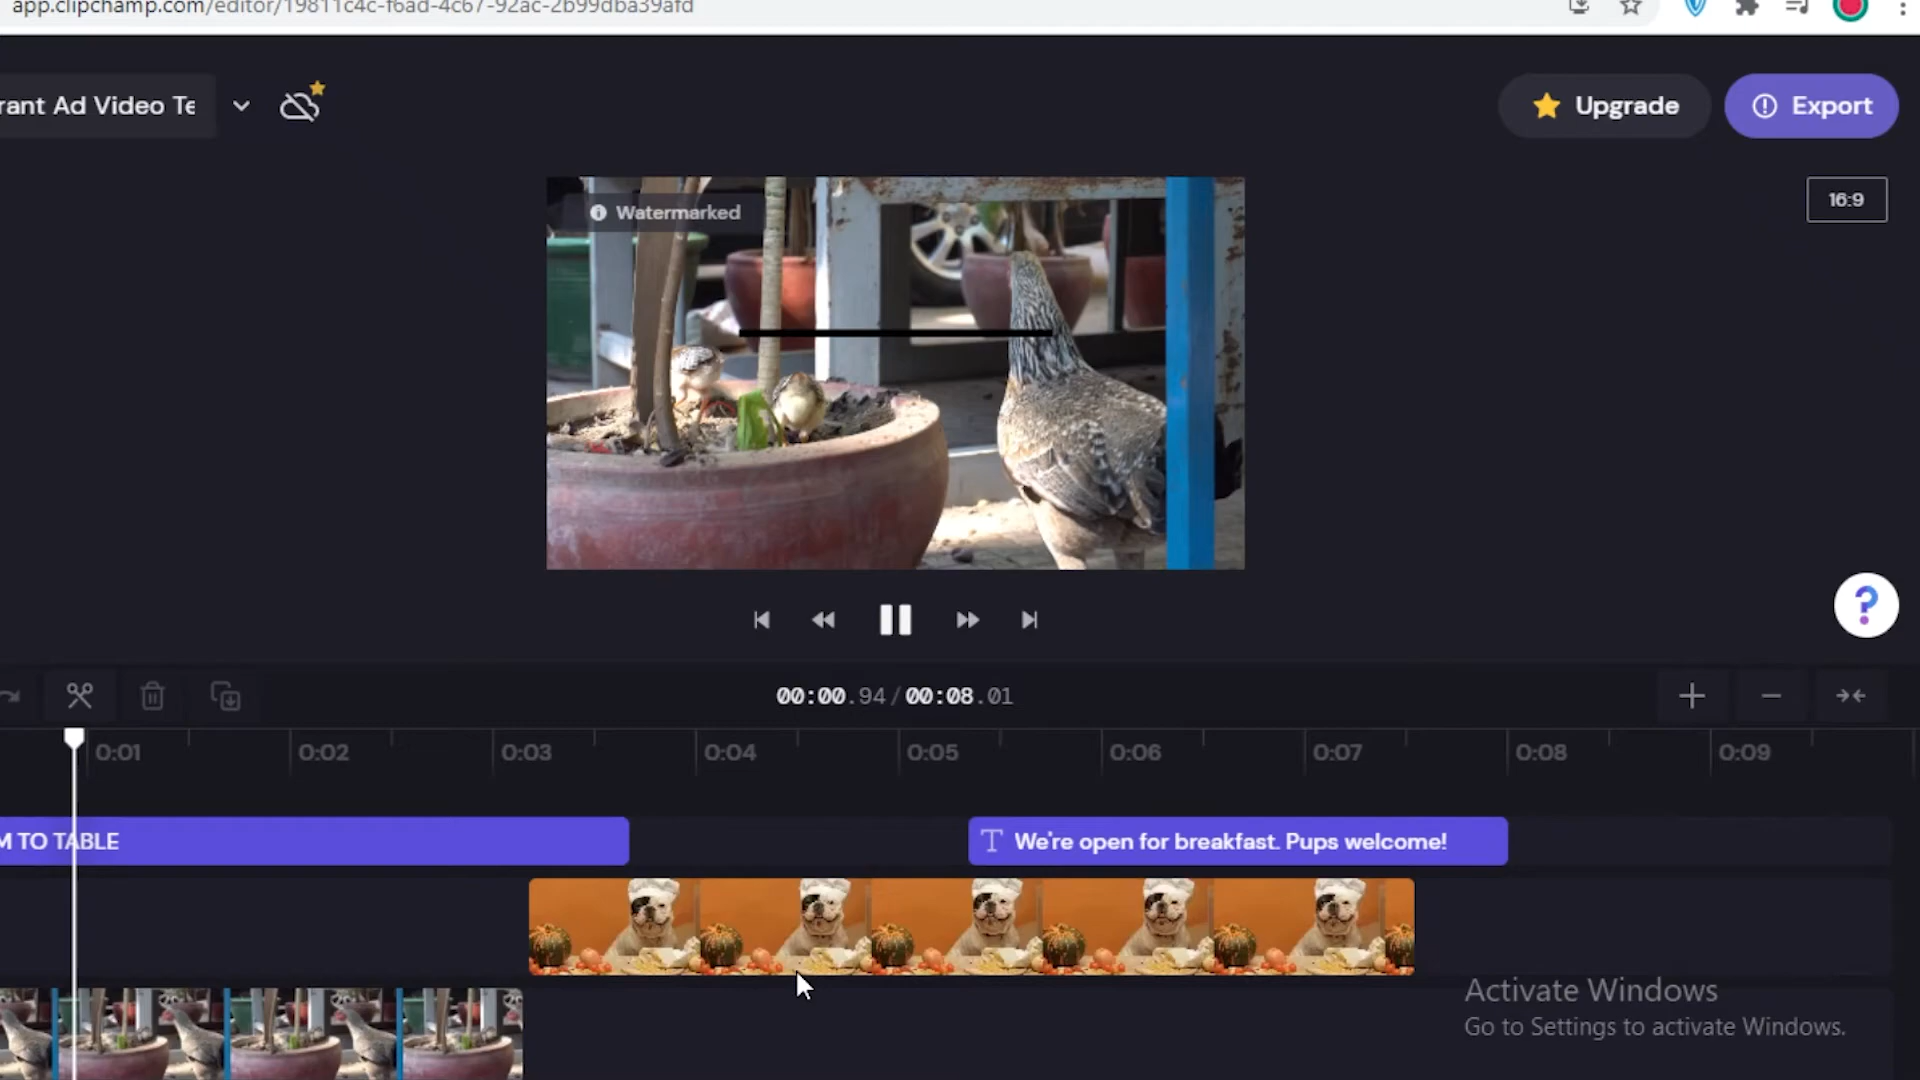 app.clipchamp.com/editor/19811c4c-f6ad-4c67-92ac-2b99dba39afd
rant Ad Video Te
Upgrade
Export
Watermarked
16:9
?
00:00.94/00:08.01
0:01 0:02 0:03 0:04 0:05 0:06 0:07 0:08 0:09
M TO TABLE
T We're open for breakfast. Pups welcome!
Activate Windows
Go to Settings to activate Windows.